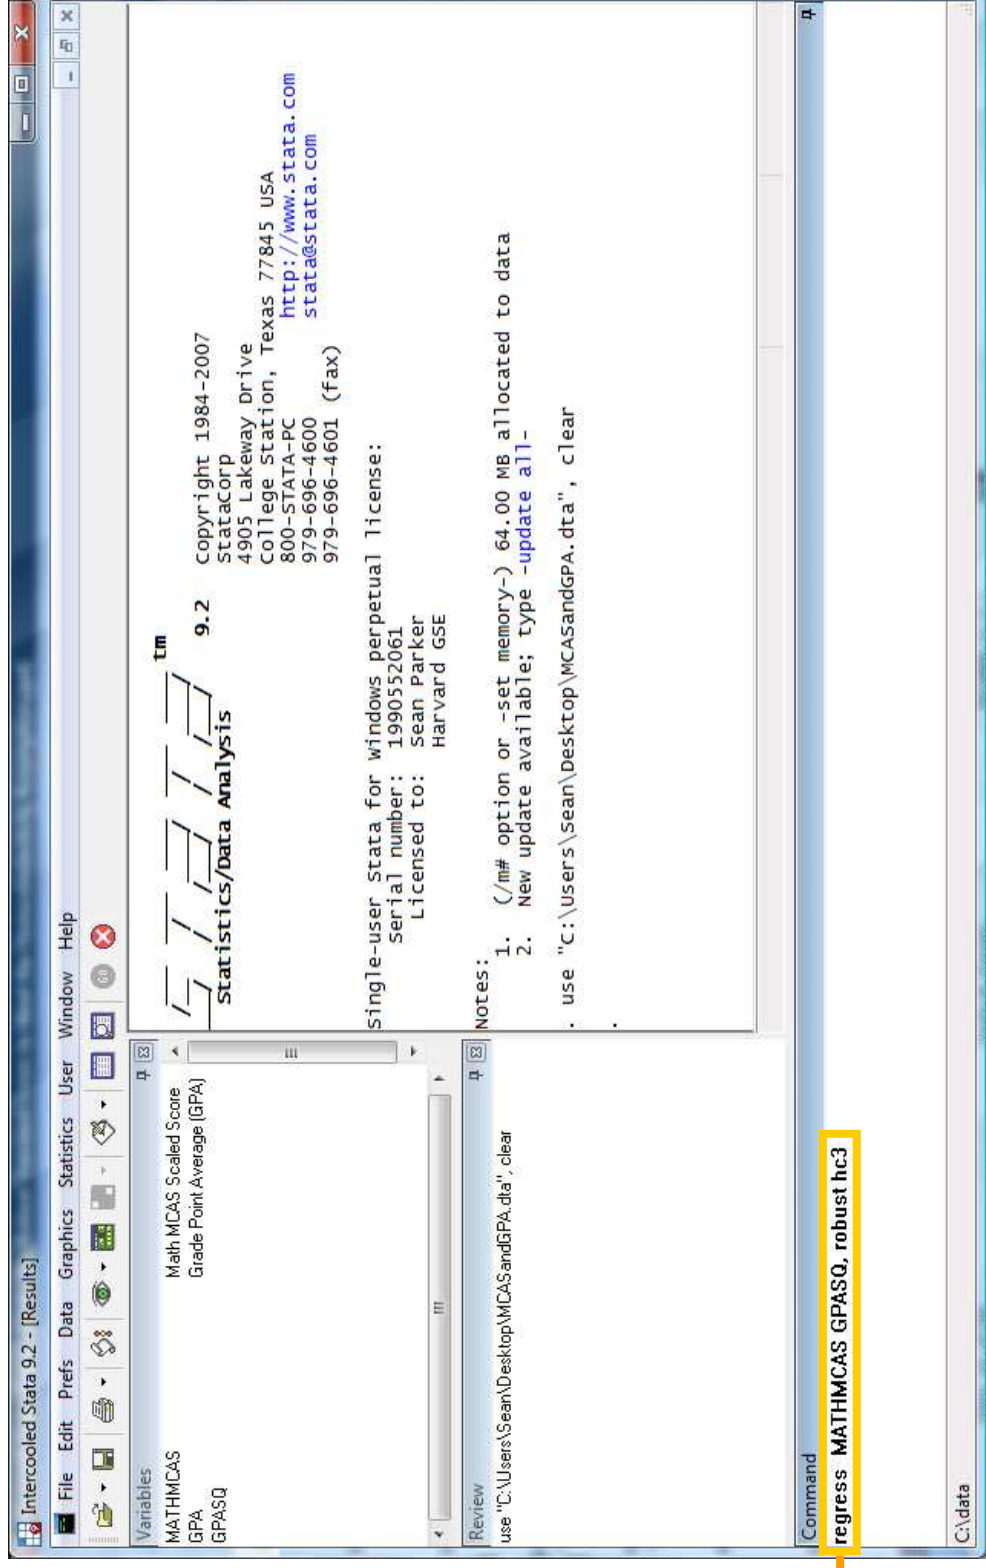 Intercooled Stata 9.2 - [Results]
File Edit Prefs Data Graphics Statistics User Window Help
Variables
MATHMCAS Math MCAS Scaled Score
GPA Grade Point Average (GPA)
GPASQ
Review
use "C:\Users\Sean\Desktop\MCASandGPA.dta", clear
tm
Statistics/Data Analysis
9.2 Copyright 1984-2007
StataCorp
4905 Lakeway Drive
College Station, Texas 77845 USA
800-STATA-PC http://www.stata.com
979-696-4600 stata@stata.com
979-696-4601 (fax)
Single-user Stata for Windows perpetual license:
Serial number: 1990552061
Licensed to: Sean Parker
Harvard GSE
Notes:
1. (/m# option or -set memory-) 64.00 MB allocated to data
2. New update available; type -update all-
. use "C:\Users\Sean\Desktop\MCASandGPA.dta", clear
.
Command
regress MATHMCAS GPASQ, robust hc3
C:\data